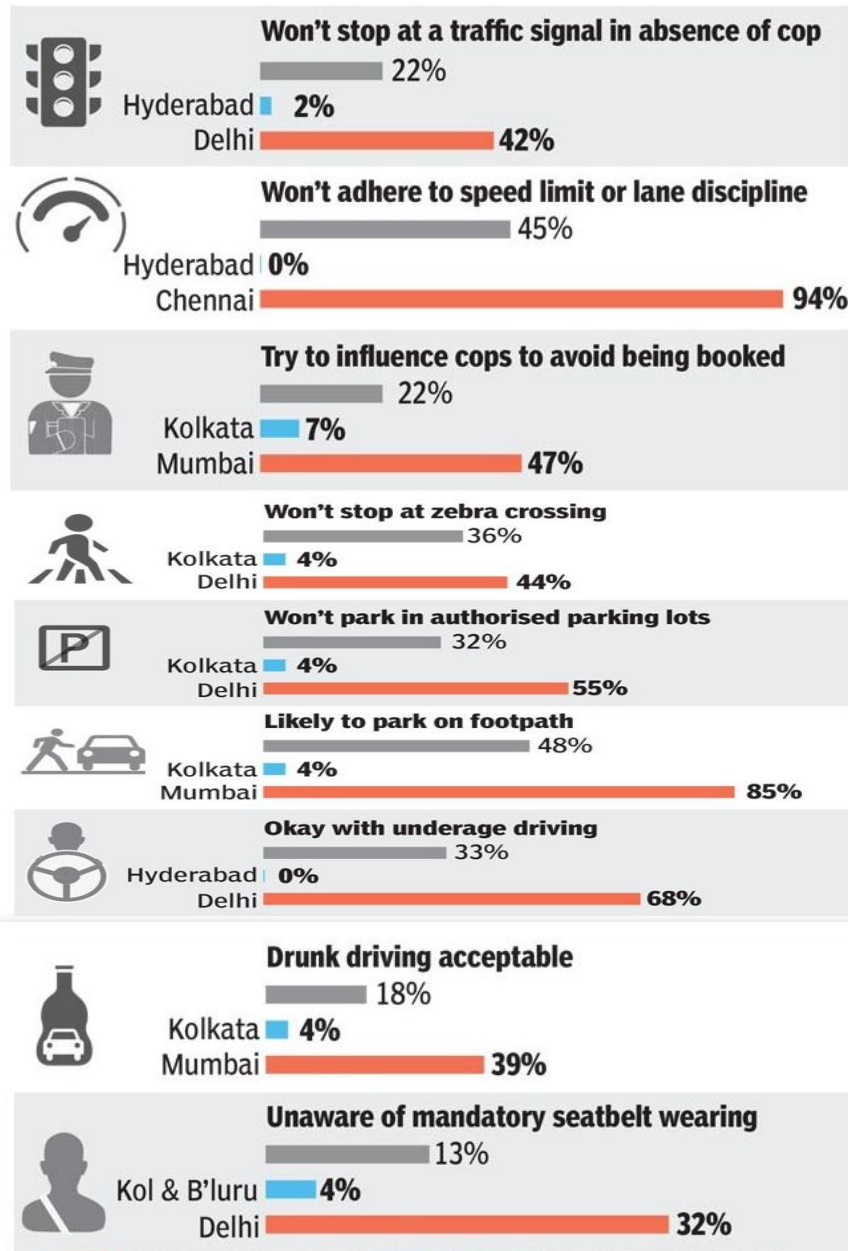 Won't stop at a traffic signal in absence of cop
22%
Hyderabad 2%
Delhi 42%
Won't adhere to speed limit or lane discipline
45%
Hyderabad 0%
Chennai 94%
Try to influence cops to avoid being booked
22%
Kolkata 7%
Mumbai 47%
Won't stop at zebra crossing
36%
Kolkata 4%
Delhi 44%
P
Won't park in authorised parking lots
32%
Kolkata 4%
Delhi 55%
Likely to park on footpath
48%
Kolkata 4%
Mumbai 85%
Okay with underage driving
33%
Hyderabad 0%
Delhi 68%
Drunk driving acceptable
18%
Kolkata 4%
Mumbai 39%
Unaware of mandatory seatbelt wearing
13%
Kol & B'luru 4%
Delhi 32%